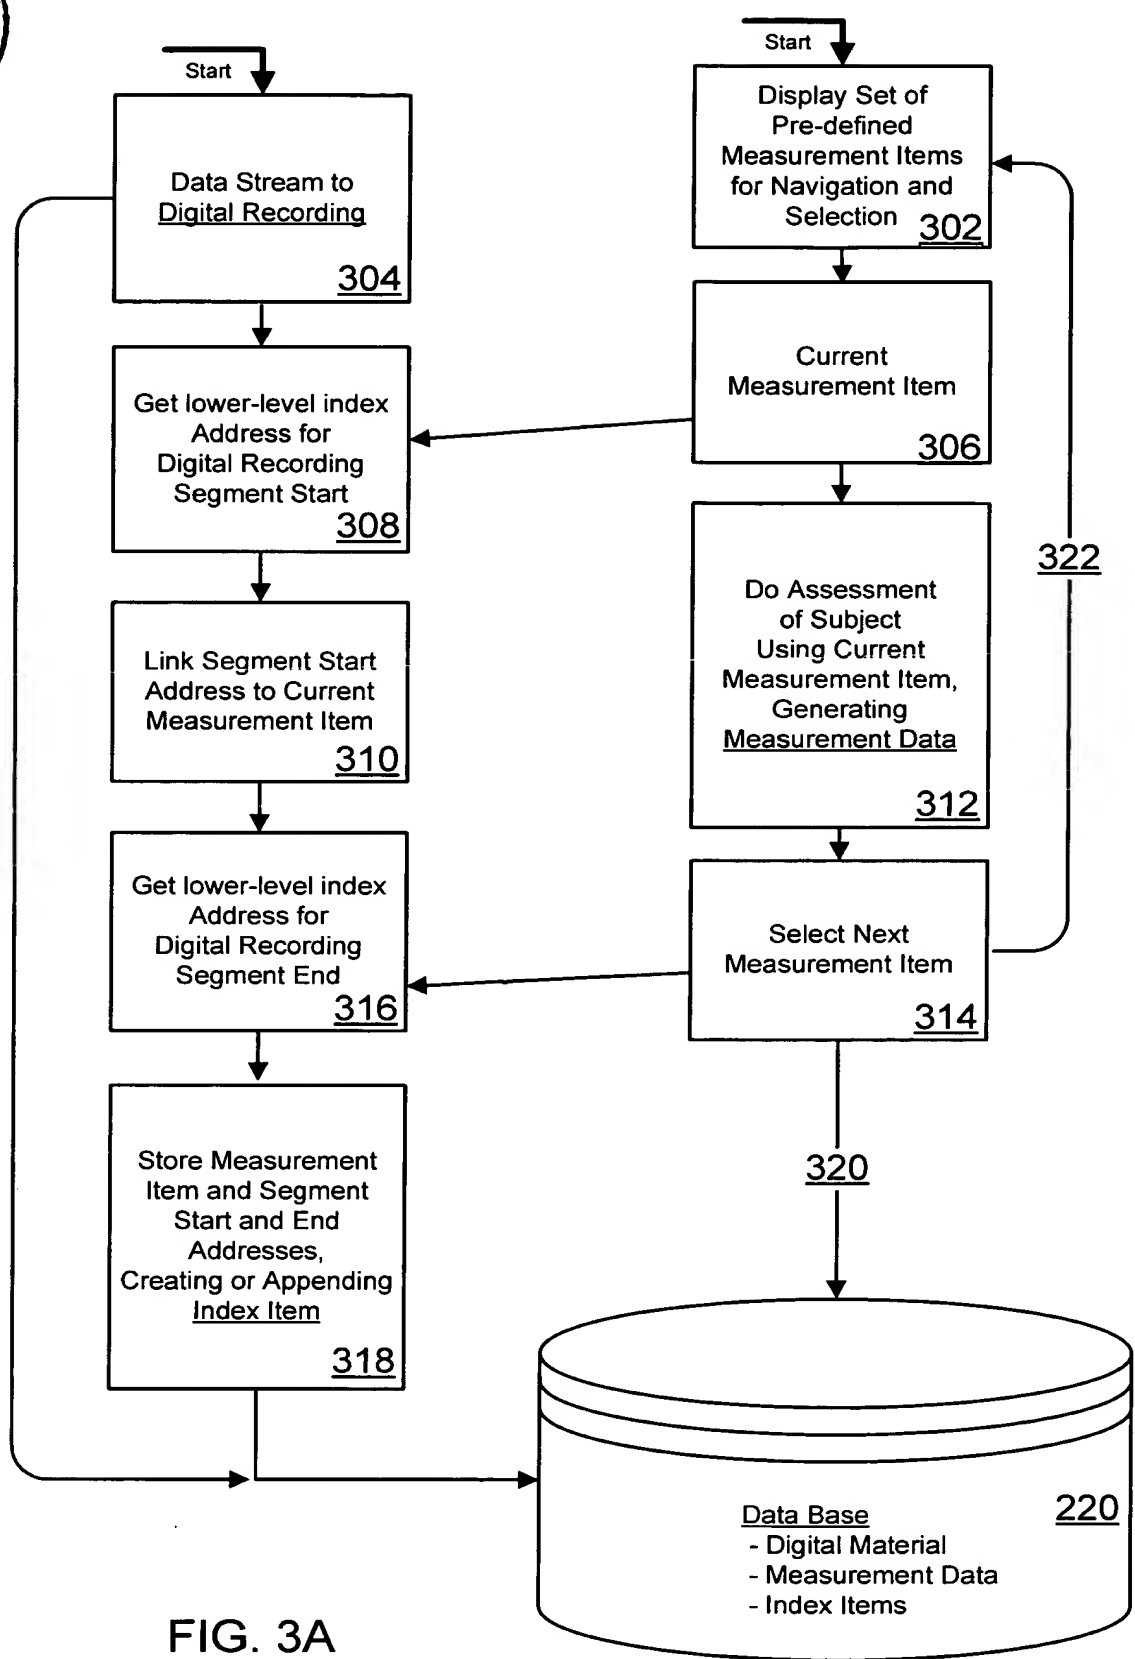 Start
Data Stream to
Digital Recording
304
Get lower-level index
Address for
Digital Recording
Segment Start
308
Link Segment Start
Address to Current
Measurement Item
310
Get lower-level index
Address for
Digital Recording
Segment End
316
Store Measurement
Item and Segment
Start and End
Addresses,
Creating or Appending
Index Item
318
Start
Display Set of
Pre-defined
Measurement Items
for Navigation and
Selection
302
Current
Measurement Item
306
Do Assessment
of Subject
Using Current
Measurement Item,
Generating
Measurement Data
312
Select Next
Measurement Item
314
322
320
Data Base
- Digital Material
- Measurement Data
- Index Items
220
FIG. 3A